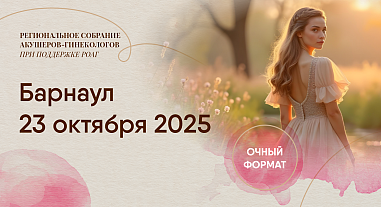 РЕГИОНАЛЬНОЕ СОБРАНИЕ
АКУШЕРОВ-ГИНЕКОЛОГОВ
ПРИ ПОДДЕРЖКЕ РОАГ
Барнаул
23 октября 2025
ОЧНЫЙ
ФОРМАТ